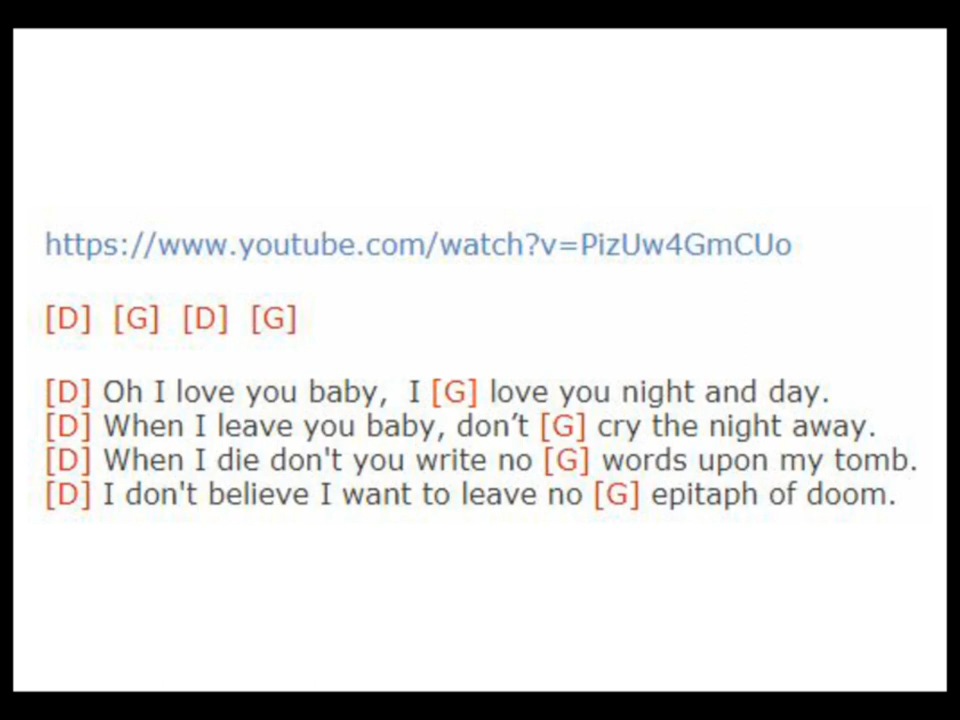 https://www.youtube.com/watch?v=PizUw4GmCUo
[D] [G] [D] [G]
[D] Oh I love you baby, I [G] love you night and day.
[D] When I leave you baby, don’t [G] cry the night away.
[D] When I die don't you write no [G] words upon my tomb.
[D] I don't believe I want to leave no [G] epitaph of doom.